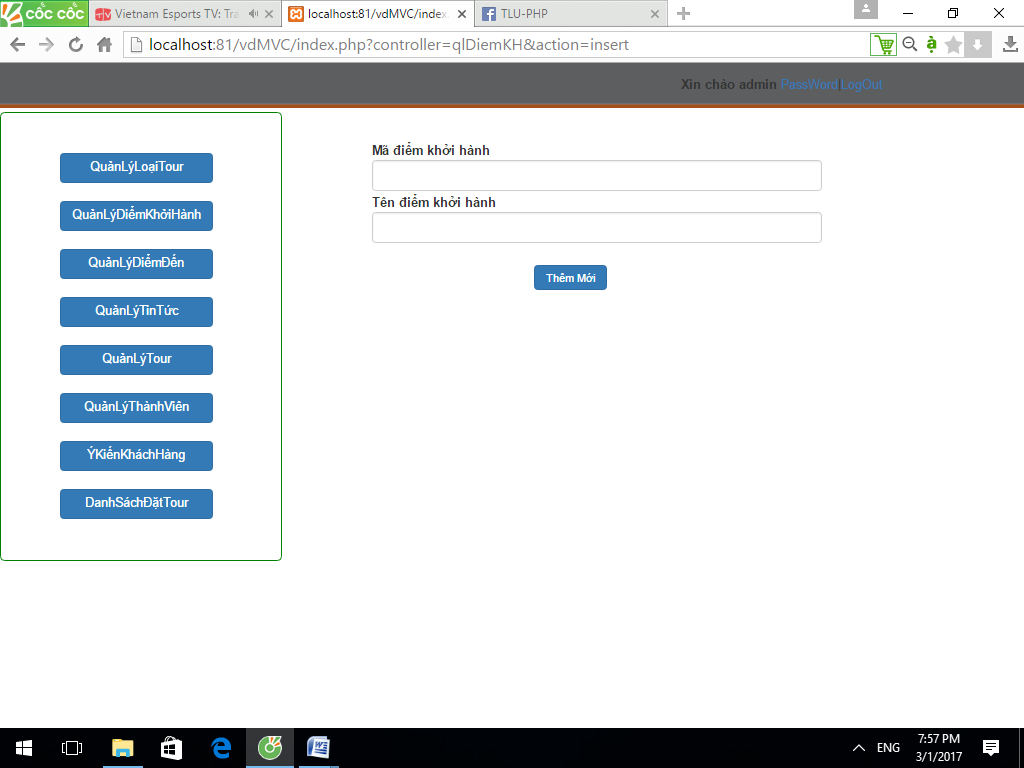 cốc cốc
Vietnam Esports TV: Tra
localhost:81/vdMVC/index.
TLU-PHP
localhost:81/vdMVC/index.php?controller=qlDiemKH&action=insert
Xin chào admin PassWord|LogOut
QuảnLýLoạiTour
QuảnLýDiểmKhởiHành
QuảnLýDiểmĐến
QuảnLýTinTức
QuảnLýTour
QuảnLýThànhViên
ÝKiếnKháchHàng
DanhSáchĐặtTour
Mã điểm khởi hành
Tên điểm khởi hành
Thêm Mới
ENG
7:57 PM
3/1/2017